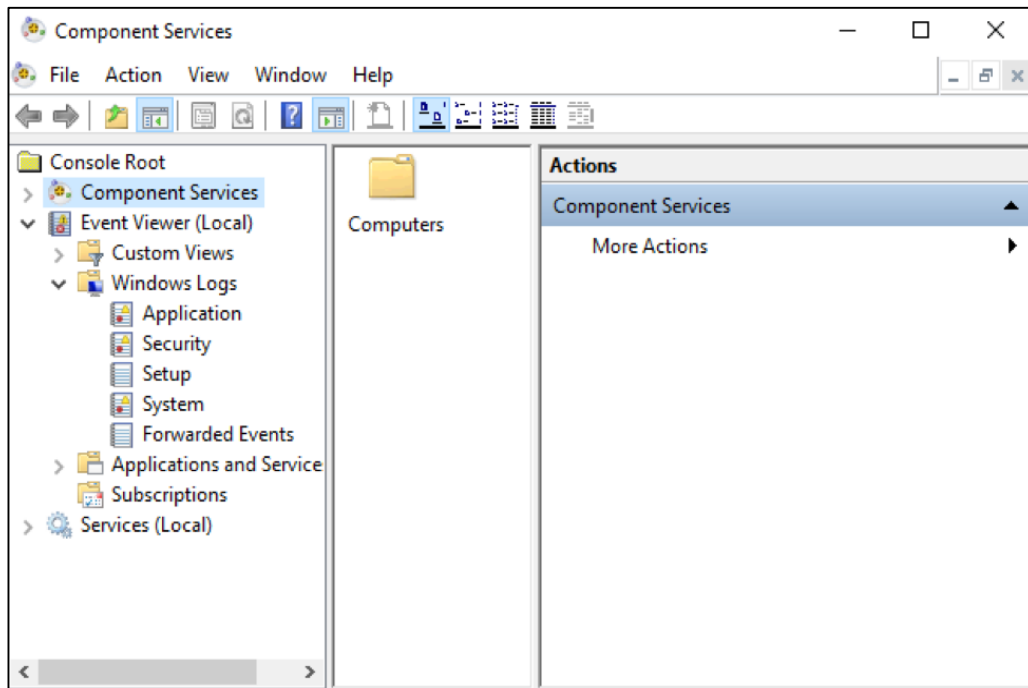 Component Services
File Action View Window Help
Console Root
Component Services
Event Viewer (Local)
Custom Views
Windows Logs
Application
Security
Setup
System
Forwarded Events
Applications and Service
Subscriptions
Services (Local)
Computers
Actions
Component Services
More Actions